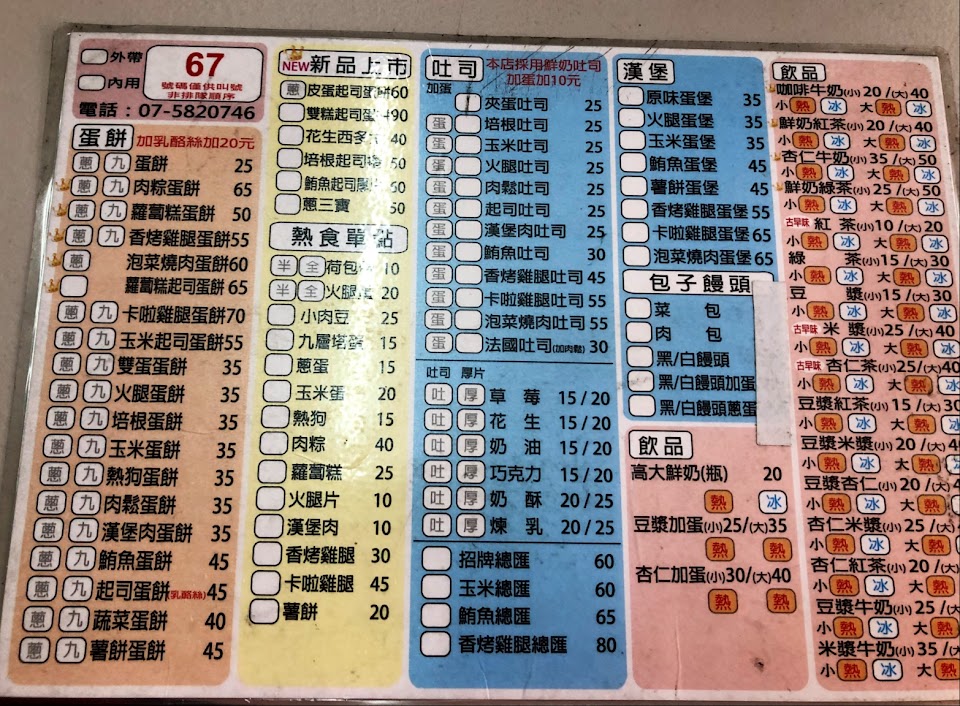 外帶
內用
67
號碼僅供叫號
非排隊順序
電話：07-5820746
蛋餅 加乳酪絲加20元
蔥 九 蛋餅 25
蔥 九 肉粽蛋餅 65
蔥 九 蘿蔔糕蛋餅 50
蔥 九 香烤雞腿蛋餅55
蔥 泡菜燒肉蛋餅60
蘿蔔糕起司蛋餅 65
蔥 九 卡啦雞腿蛋餅70
蔥 九 玉米起司蛋餅55
蔥 九 雙蛋蛋餅 35
蔥 九 火腿蛋餅 35
蔥 九 培根蛋餅 35
蔥 九 玉米蛋餅 35
蔥 九 熱狗蛋餅 35
蔥 九 肉鬆蛋餅 35
蔥 九 漢堡肉蛋餅 35
蔥 九 鮪魚蛋餅 45
蔥 九 起司蛋餅(乳酪絲)45
蔥 九 蔬菜蛋餅 40
蔥 九 薯餅蛋餅 45
NEW新品上市
蔥 皮蛋起司蛋餅60
雙糕起司蛋 90
花生西多 40
培根起司 50
鮪魚起司
蔥三寶 50
熱食單點
半 全 荷包 10
半 全 火腿 20
小肉豆 25
九層塔蛋 15
蔥蛋 15
玉米蛋 20
熱狗 15
肉粽 40
蘿蔔糕 25
火腿片 10
漢堡肉 10
香烤雞腿 30
卡啦雞腿 45
薯餅 20
吐司 本店採用鮮奶吐司
加蛋加10元
加蛋
夾蛋吐司 25
蛋 培根吐司 25
蛋 玉米吐司 25
蛋 火腿吐司 25
蛋 肉鬆吐司 25
蛋 起司吐司 25
蛋 漢堡肉吐司 25
蛋 鮪魚吐司 30
蛋 香烤雞腿吐司 45
蛋 卡啦雞腿吐司 55
蛋 泡菜燒肉吐司 55
蛋 法國吐司(加肉鬆) 30
吐司 厚片
吐 厚 草莓 15/20
吐 厚 花生 15/20
吐 厚 奶油 15/20
吐 厚 巧克力 15/20
吐 厚 奶酥 20/25
吐 厚 煉乳 20/25
招牌總匯 60
玉米總匯 60
鮪魚總匯 65
香烤雞腿總匯 80
漢堡
原味蛋堡 35
火腿蛋堡 35
玉米蛋堡 35
鮪魚蛋堡 45
薯餅蛋堡 45
香烤雞腿蛋堡 55
卡啦雞腿蛋堡 65
泡菜燒肉蛋堡 65
包子饅頭
菜包
肉包
黑/白饅頭
黑/白饅頭加蛋
黑/白饅頭蔥蛋
飲品
高大鮮奶(瓶) 20
熱 冰
豆漿加蛋(小)25/(大)35
熱 熱
杏仁加蛋(小)30/(大)40
熱 熱
飲品
咖啡牛奶(小)20/(大)40
小 熱 冰 大 熱 冰
鮮奶紅茶(小)20/(大)40
小 熱 冰 大 熱 冰
杏仁牛奶(小)35/(大)50
小 熱 冰 大 熱 冰
鮮奶綠茶(小)25/(大)50
小 熱 冰 大 熱 冰
古早味 紅茶(小)10/(大)20
小 熱 冰 大 熱 冰
綠茶(小)15/(大)30
小 熱 冰 大 熱 冰
豆漿(小)15/(大)30
小 熱 冰 大 熱 冰
古早味 米漿(小)25/(大)40
小 熱 冰 大 熱 冰
古早味 杏仁茶(小)25/(大)40
小 熱 冰 大 熱 冰
豆漿紅茶(小)15/(大)30
小 熱 冰 大 熱
豆漿米漿(小)20/(大)4
小 熱 冰 大 熱
豆漿杏仁(小)20/(大)4
小 熱 冰 大 熱
杏仁米漿(小)25/(大)
小 熱 冰 大 熱
杏仁紅茶(小)20/(大)
小 熱 冰 大 熱
豆漿牛奶(小)25/(大)
小 熱 冰 大 熱
米漿牛奶(小)35/(大)
小 熱 冰 大 熱